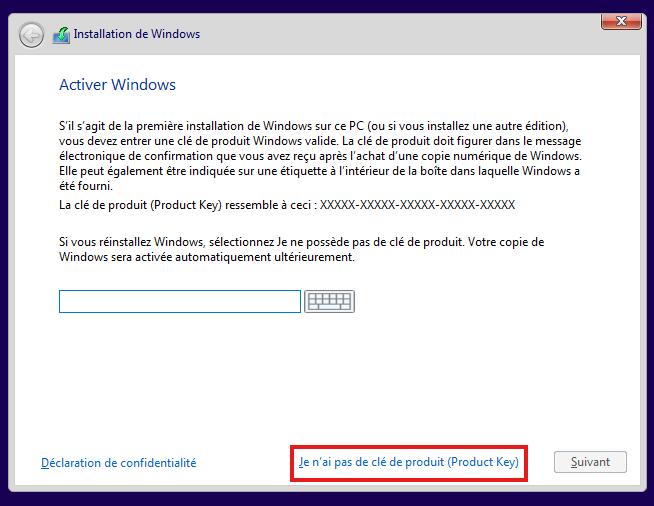 Installation de Windows
Activer Windows
S'il s'agit de la première installation de Windows sur ce PC (ou si vous installez une autre édition),
vous devez entrer une clé de produit Windows valide. La clé de produit doit figurer dans le message
électronique de confirmation que vous avez reçu après l'achat d'une copie numérique de Windows.
Elle peut également être indiquée sur une étiquette à l'intérieur de la boîte dans laquelle Windows a
été fourni.
La clé de produit (Product Key) ressemble à ceci : XXXXX-XXXXX-XXXXX-XXXXX-XXXXX
Si vous réinstallez Windows, sélectionnez Je ne possède pas de clé de produit. Votre copie de
Windows sera activée automatiquement ultérieurement.
Déclaration de confidentialité
Je n'ai pas de clé de produit (Product Key)
Suivant